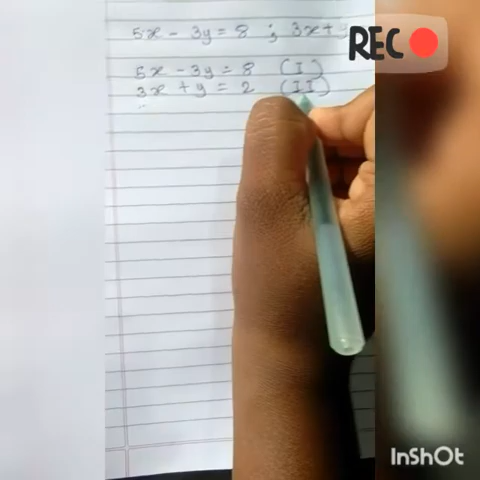 5x - 3y = 8 ; 3x + y
REC
5x - 3y = 8 (I)
3x + y = 2 (II)
InShOt